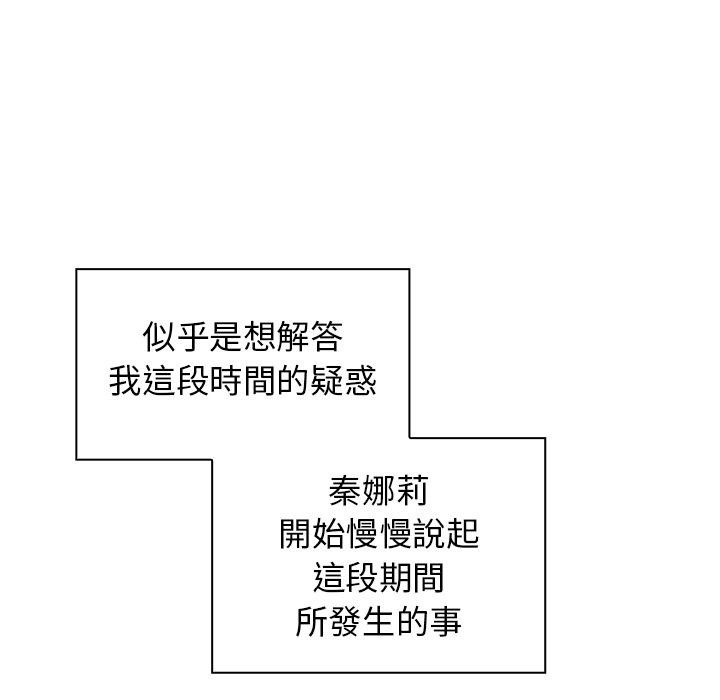 似乎是想解答
我這段時間的疑惑
秦娜莉
開始慢慢說起
這段期間
所發生的事